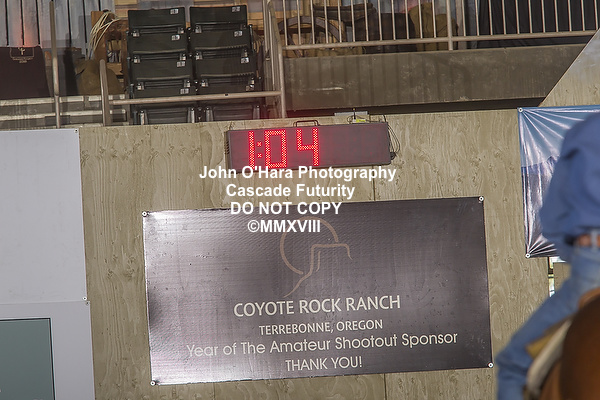 1:04
John O'Hara Photography
Cascade Futurity
DO NOT COPY
©MMXVIII
COYOTE ROCK RANCH
TERREBONNE, OREGON
Year of The Amateur Shootout Sponsor
THANK YOU!